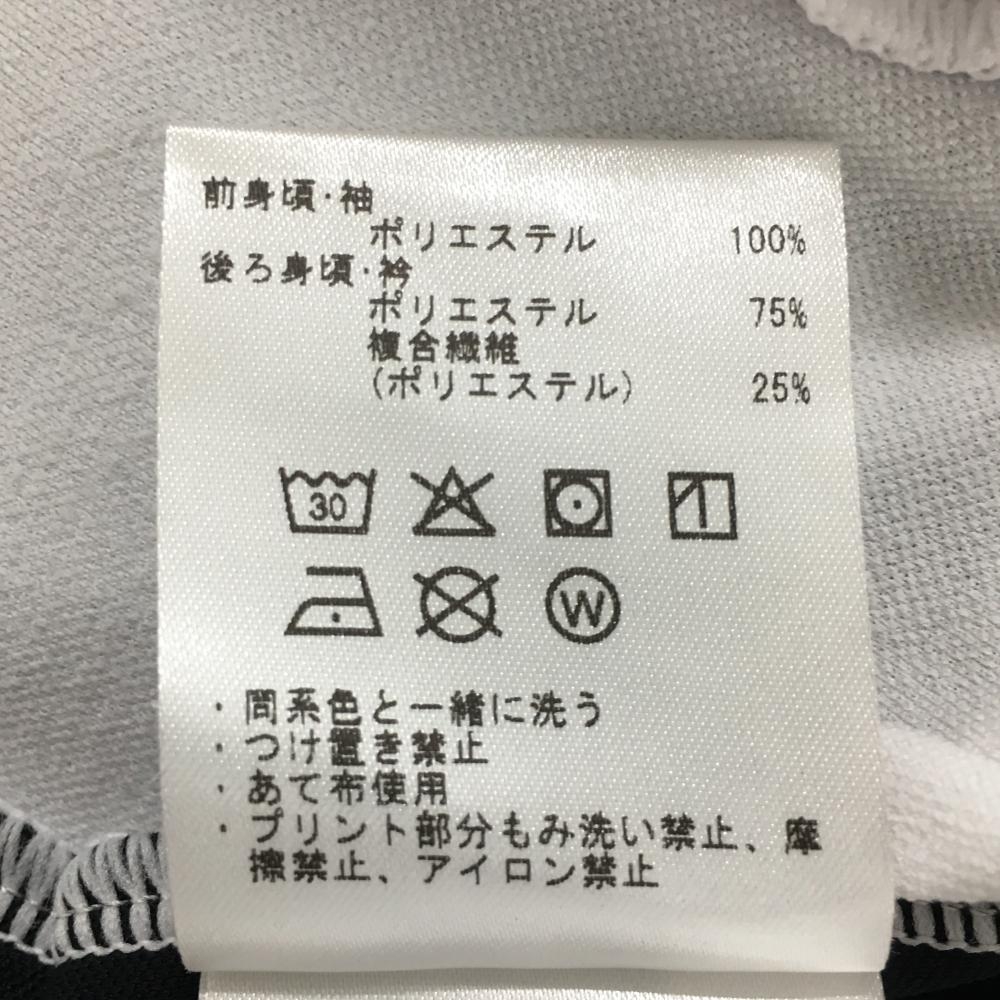 前身頃・袖
ポリエステル 100%
後ろ身頃・衿
ポリエステル 75%
複合繊維
(ポリエステル) 25%
30
W
・同系色と一緒に洗う
・つけ置き禁止
・あて布使用
・プリント部分もみ洗い禁止、摩
擦禁止、アイロン禁止